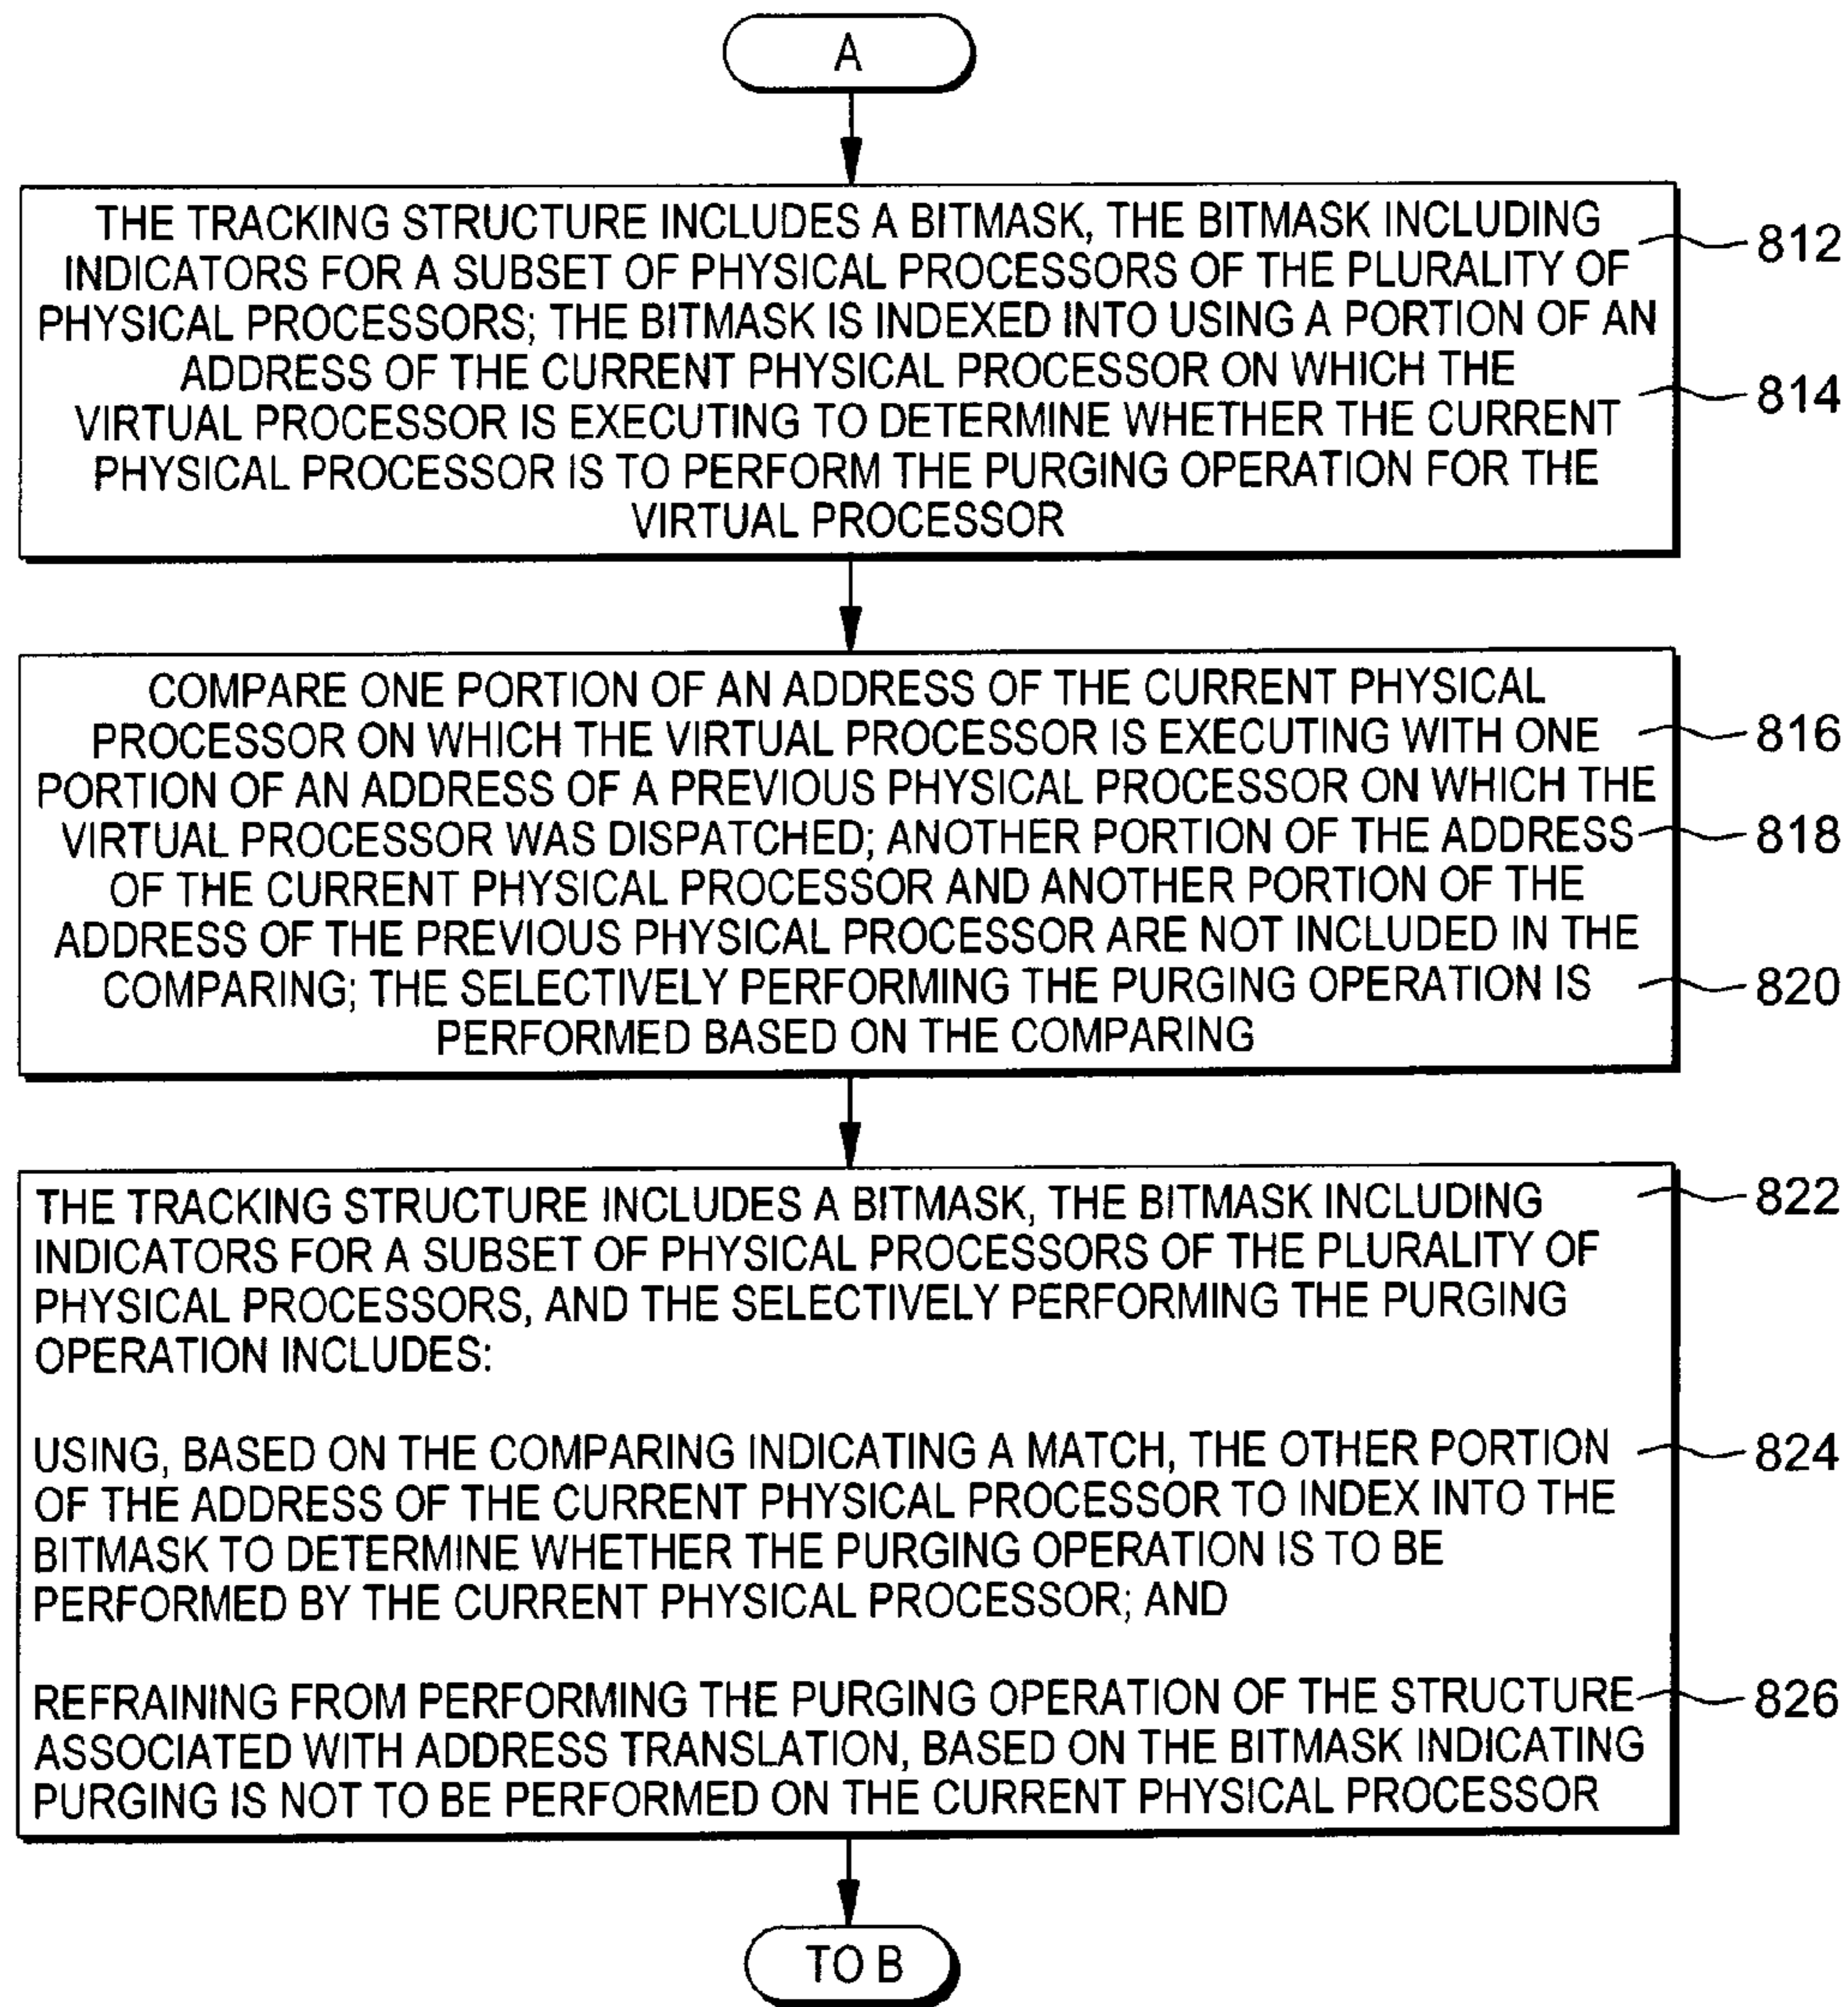 A
THE TRACKING STRUCTURE INCLUDES A BITMASK, THE BITMASK INCLUDING
812
INDICATORS FOR A SUBSET OF PHYSICAL PROCESSORS OF THE PLURALITY OF
PHYSICAL PROCESSORS; THE BITMASK IS INDEXED INTO USING A PORTION OF AN
ADDRESS OF THE CURRENT PHYSICAL PROCESSOR ON WHICH THE
814
VIRTUAL PROCESSOR IS EXECUTING TO DETERMINE WHETHER THE CURRENT
PHYSICAL PROCESSOR IS TO PERFORM THE PURGING OPERATION FOR THE
VIRTUAL PROCESSOR
COMPARE ONE PORTION OF AN ADDRESS OF THE CURRENT PHYSICAL
PROCESSOR ON WHICH THE VIRTUAL PROCESSOR IS EXECUTING WITH ONE
816
PORTION OF AN ADDRESS OF A PREVIOUS PHYSICAL PROCESSOR ON WHICH THE
VIRTUAL PROCESSOR WAS DISPATCHED; ANOTHER PORTION OF THE ADDRESS
818
OF THE CURRENT PHYSICAL PROCESSOR AND ANOTHER PORTION OF THE
ADDRESS OF THE PREVIOUS PHYSICAL PROCESSOR ARE NOT INCLUDED IN THE
COMPARING; THE SELECTIVELY PERFORMING THE PURGING OPERATION IS
820
PERFORMED BASED ON THE COMPARING
THE TRACKING STRUCTURE INCLUDES A BITMASK, THE BITMASK INCLUDING
822
INDICATORS FOR A SUBSET OF PHYSICAL PROCESSORS OF THE PLURALITY OF
PHYSICAL PROCESSORS, AND THE SELECTIVELY PERFORMING THE PURGING
OPERATION INCLUDES:
USING, BASED ON THE COMPARING INDICATING A MATCH, THE OTHER PORTION
824
OF THE ADDRESS OF THE CURRENT PHYSICAL PROCESSOR TO INDEX INTO THE
BITMASK TO DETERMINE WHETHER THE PURGING OPERATION IS TO BE
PERFORMED BY THE CURRENT PHYSICAL PROCESSOR; AND
REFRAINING FROM PERFORMING THE PURGING OPERATION OF THE STRUCTURE
826
ASSOCIATED WITH ADDRESS TRANSLATION, BASED ON THE BITMASK INDICATING
PURGING IS NOT TO BE PERFORMED ON THE CURRENT PHYSICAL PROCESSOR
TO B